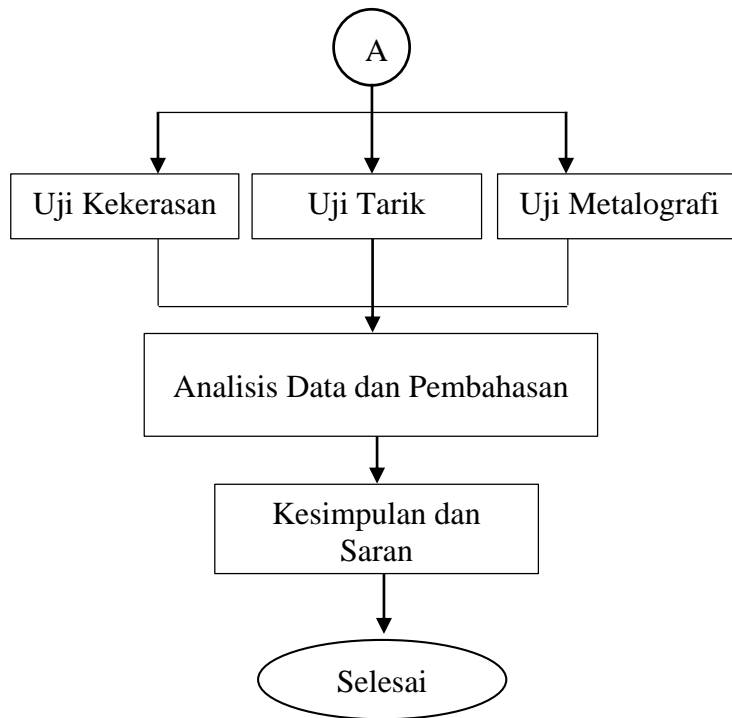 A
Uji Kekerasan
Uji Tarik
Uji Metalografi
Analisis Data dan Pembahasan
Kesimpulan dan
Saran
Selesai